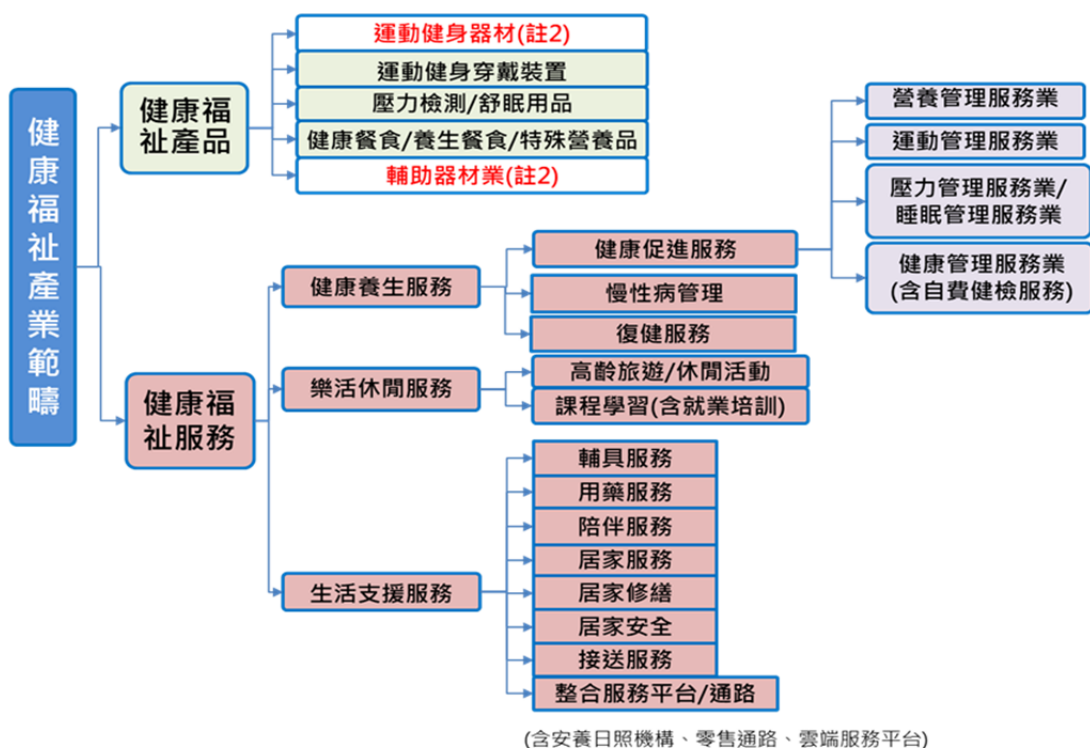 健康福祉產業範疇
健康福
祉產品
運動健身器材(註2)
運動健身穿戴裝置
壓力檢測/舒眠用品
健康餐食/養生餐食/特殊營養品
輔助器材業(註2)
健康福
祉服務
健康養生服務
健康促進服務
慢性病管理
復健服務
營養管理服務業
運動管理服務業
壓力管理服務業/
睡眠管理服務業
健康管理服務業
(含自費健檢服務)
樂活休閒服務
高齡旅遊/休閒活動
課程學習(含就業培訓)
生活支援服務
輔具服務
用藥服務
陪伴服務
居家服務
居家修繕
居家安全
接送服務
整合服務平台/通路
(含安養日照機構、零售通路、雲端服務平台)